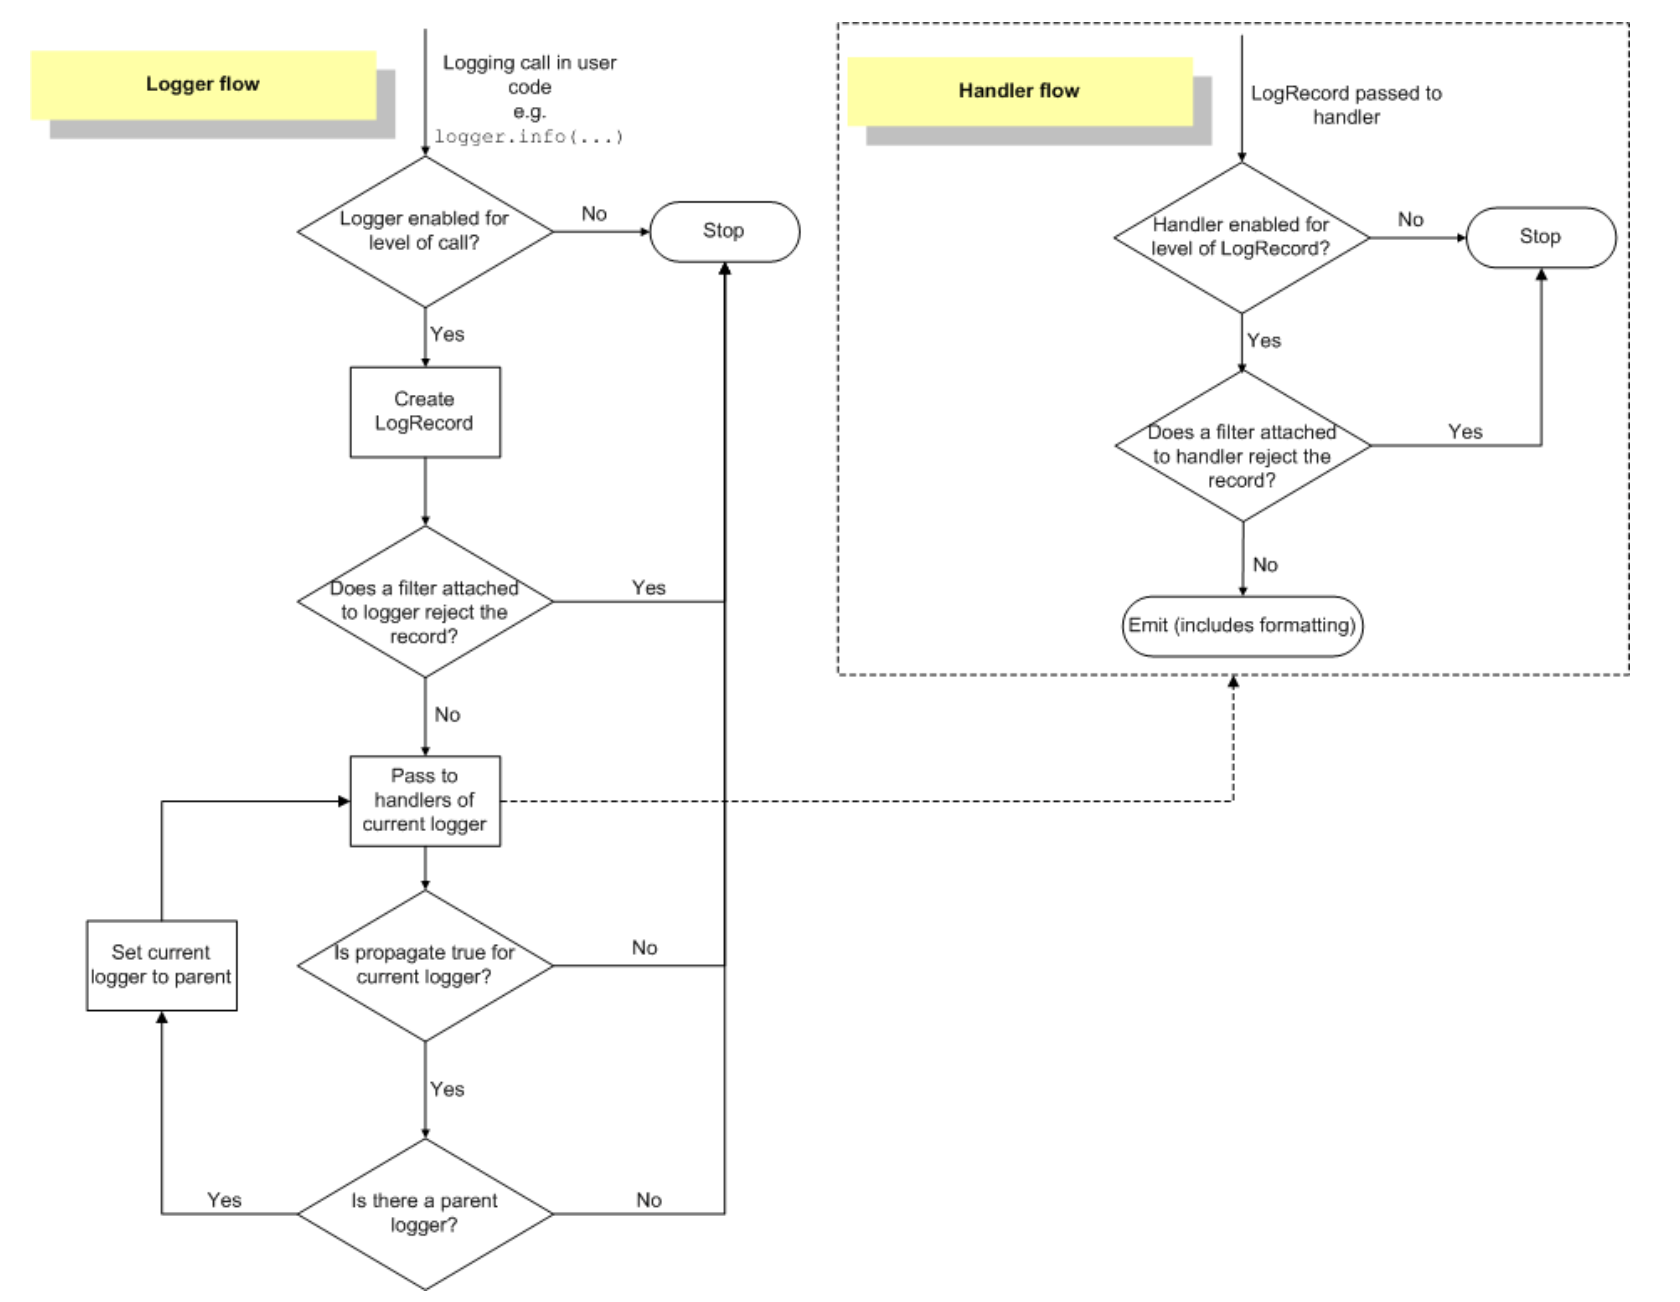 Logger flow
Logging call in user
code
e.g.
logger.info(...)
Logger enabled for
level of call?
No
Stop
Yes
Create
LogRecord
Does a filter attached
to logger reject the
record?
Yes
No
Pass to
handlers of
current logger
Set current
logger to parent
Is propagate true for
current logger?
No
Yes
Is there a parent
logger?
Yes
No
Handler flow
LogRecord passed to
handler
Handler enabled for
level of LogRecord?
No
Stop
Yes
Does a filter attached
to handler reject the
record?
Yes
No
Emit (includes formatting)